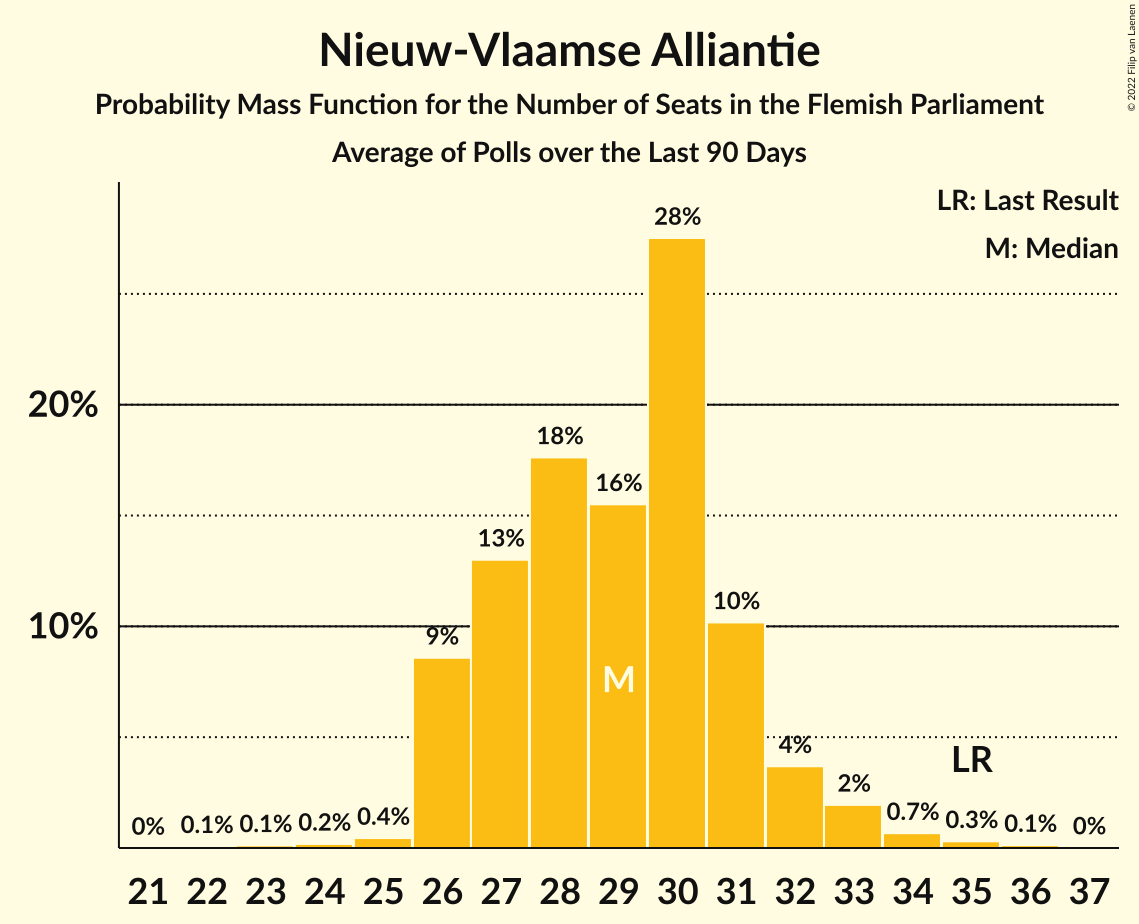 Nieuw-Vlaamse Alliantie
Probability Mass Function for the Number of Seats in the Flemish Parliament
Average of Polls over the Last 90 Days
© 2022 Filip van Laenen
LR: Last Result
M: Median
28%
20%
18%
16%
13%
10%
10%
9%
M
4%
LR
2%
0% 0.1% 0.1% 0.2% 0.4% 0.7% 0.3% 0.1% 0%
21 22 23 24 25 26 27 28 29 30 31 32 33 34 35 36 37